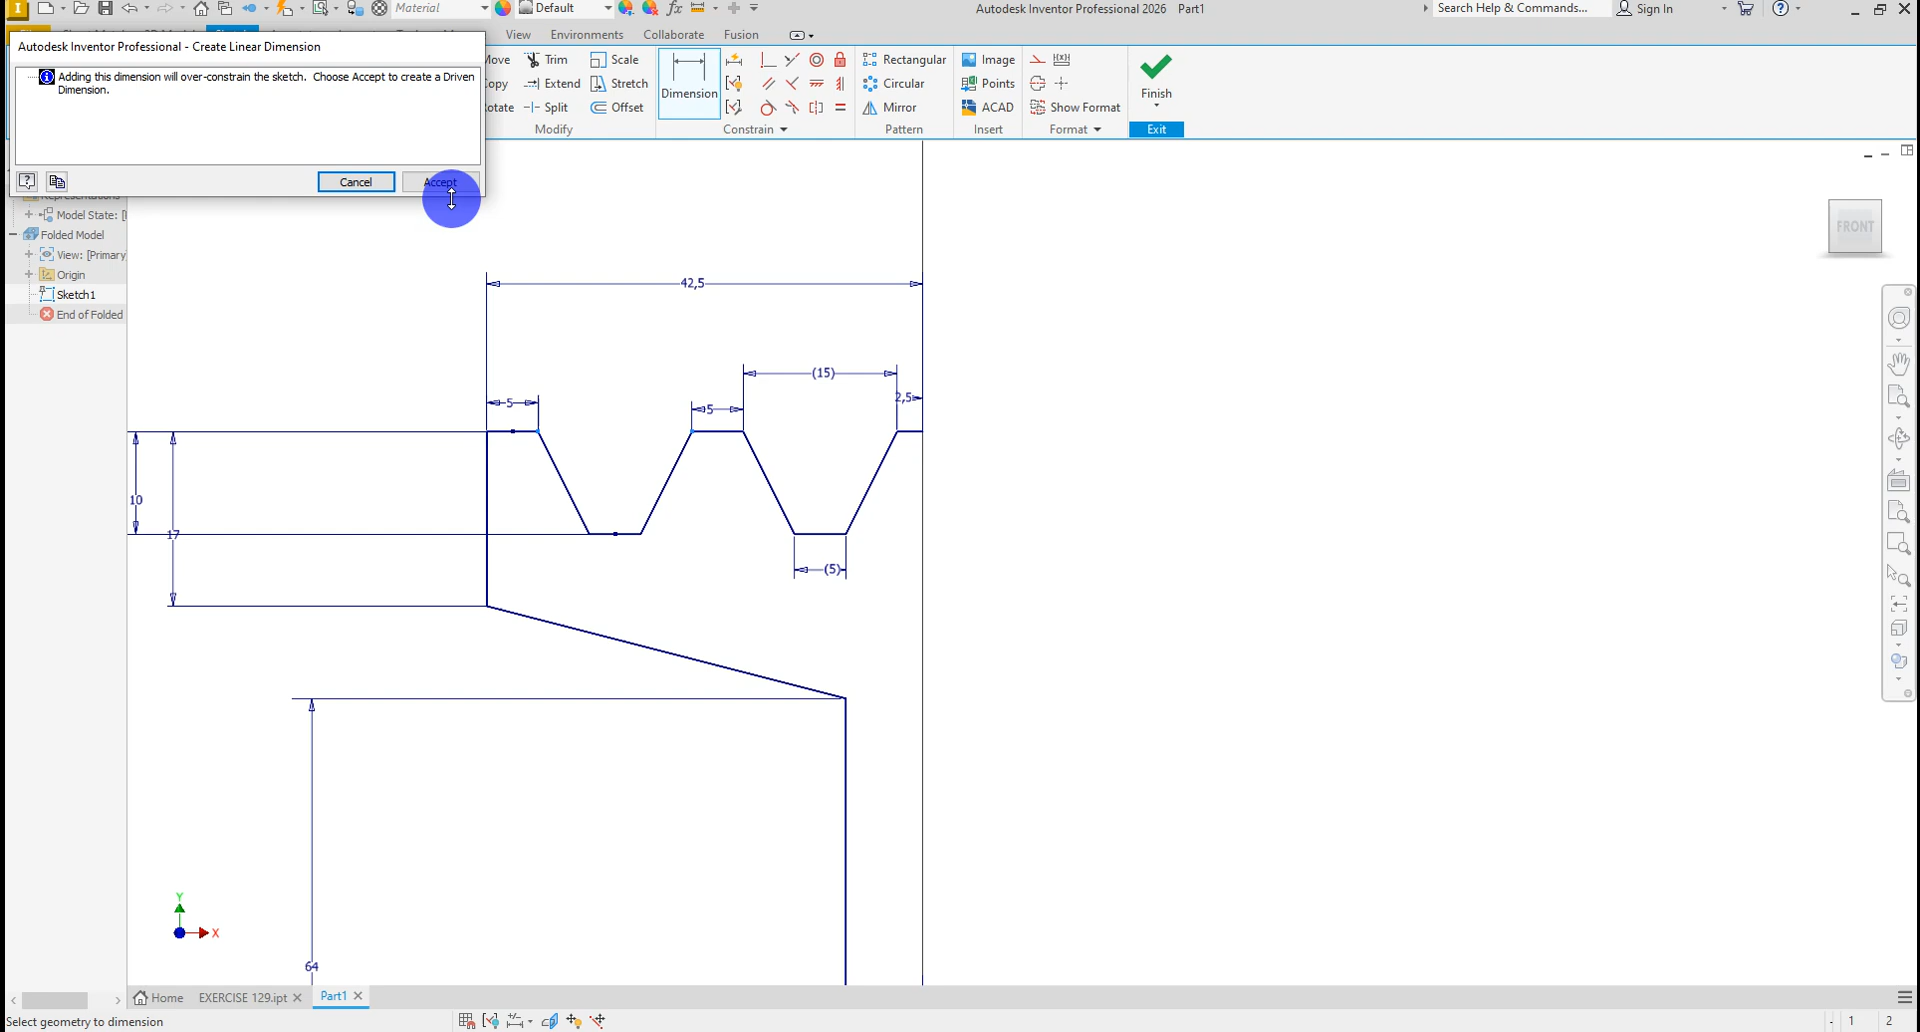 Material
Default
Autodesk Inventor Professional 2026 Part1
Search Help & Commands...
Sign In
View
Environments
Collaborate
Fusion
Autodesk Inventor Professional - Create Linear Dimension
Adding this dimension will over-constrain the sketch. Choose Accept to create a Driven
Dimension.
Cancel
Accept
Trim
Scale
Extend
Stretch
Split
Offset
Modify
Dimension
Constrain
Rectangular
Circular
Mirror
Pattern
Image
Points
ACAD
Insert
Show Format
Format
Finish
Exit
Model State: [
Folded Model
View: [Primary
Origin
Sketch1
End of Folded
FRONT
42,5
(15)
5
5
2,5
10
17
(5)
64
Y
X
Home
EXERCISE 129.ipt
Part1
Select geometry to dimension
1
2